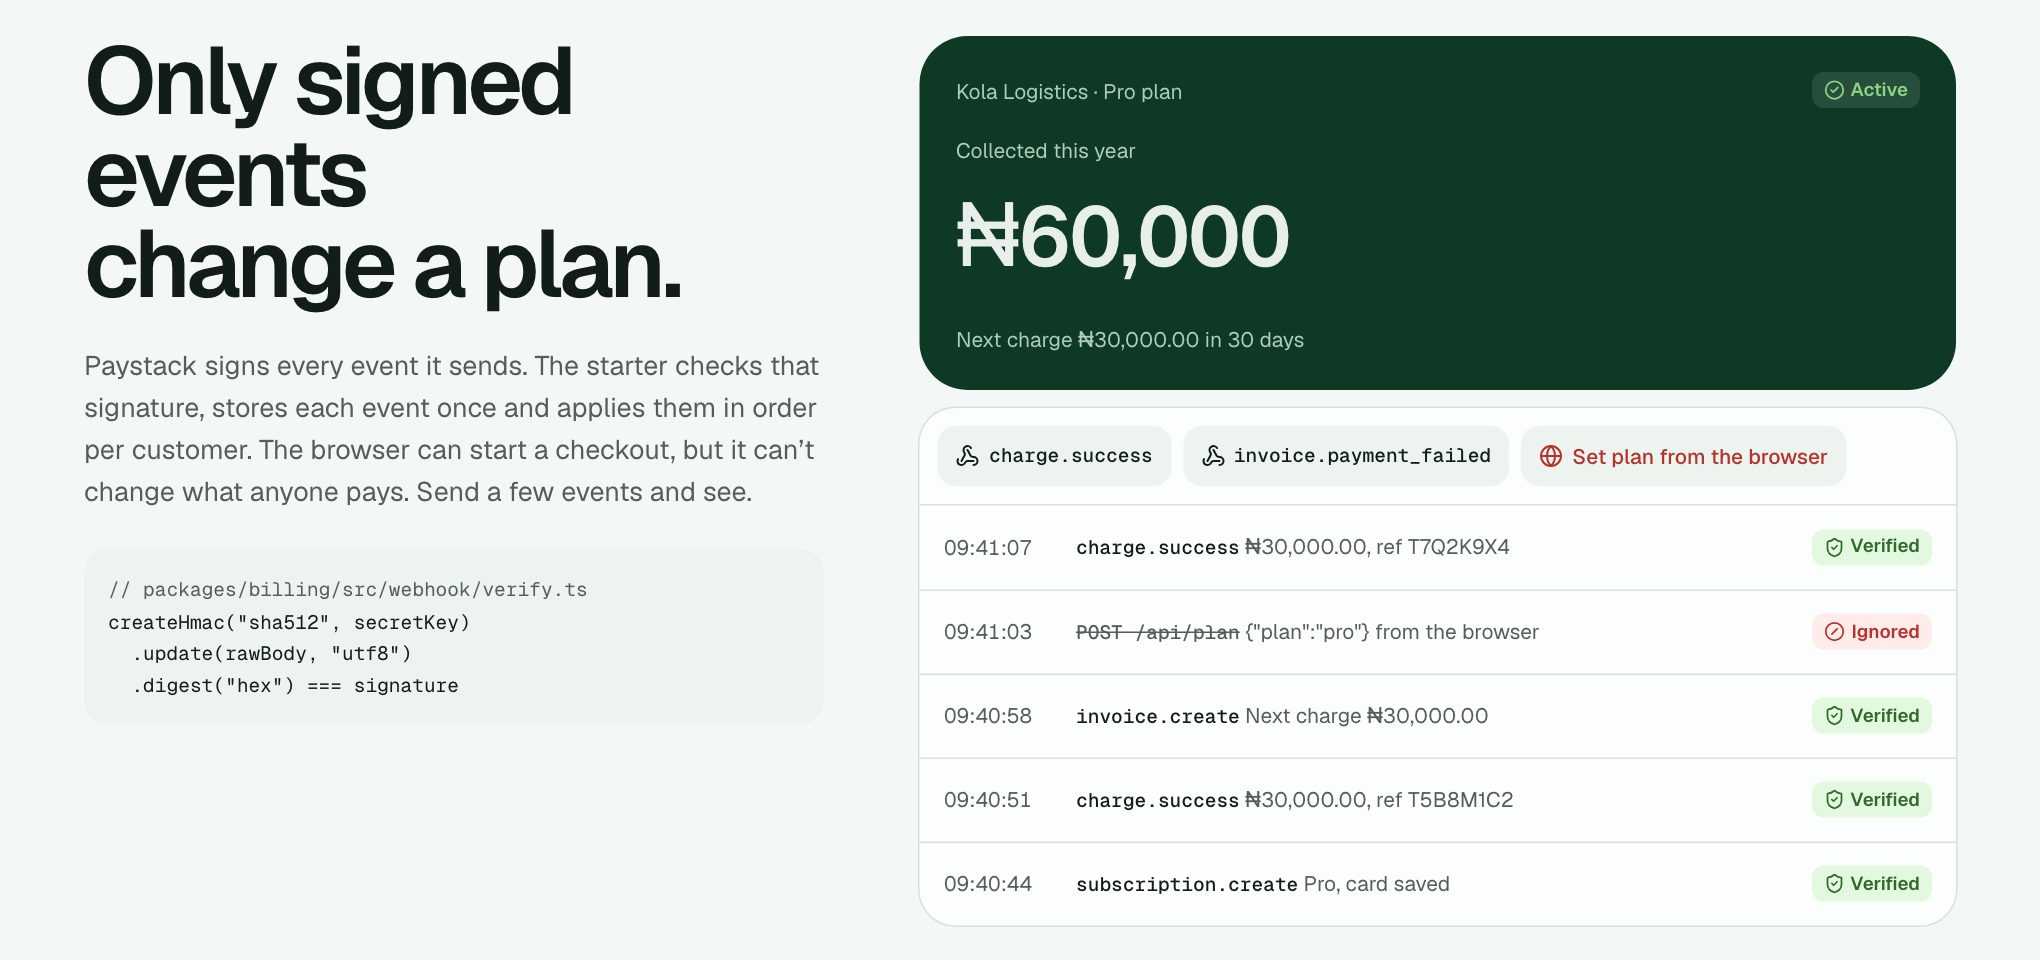 Only signed
events
change a plan.
Paystack signs every event it sends. The starter checks that
signature, stores each event once and applies them in order
per customer. The browser can start a checkout, but it can’t
change what anyone pays. Send a few events and see.
// packages/billing/src/webhook/verify.ts
createHmac("sha512", secretKey)
  .update(rawBody, "utf8")
  .digest("hex") === signature
Kola Logistics · Pro plan
Active
Collected this year
₦60,000
Next charge ₦30,000.00 in 30 days
charge.success
invoice.payment_failed
Set plan from the browser
09:41:07 charge.success ₦30,000.00, ref T7Q2K9X4 Verified
09:41:03 POST /api/plan {"plan":"pro"} from the browser Ignored
09:40:58 invoice.create Next charge ₦30,000.00 Verified
09:40:51 charge.success ₦30,000.00, ref T5B8M1C2 Verified
09:40:44 subscription.create Pro, card saved Verified